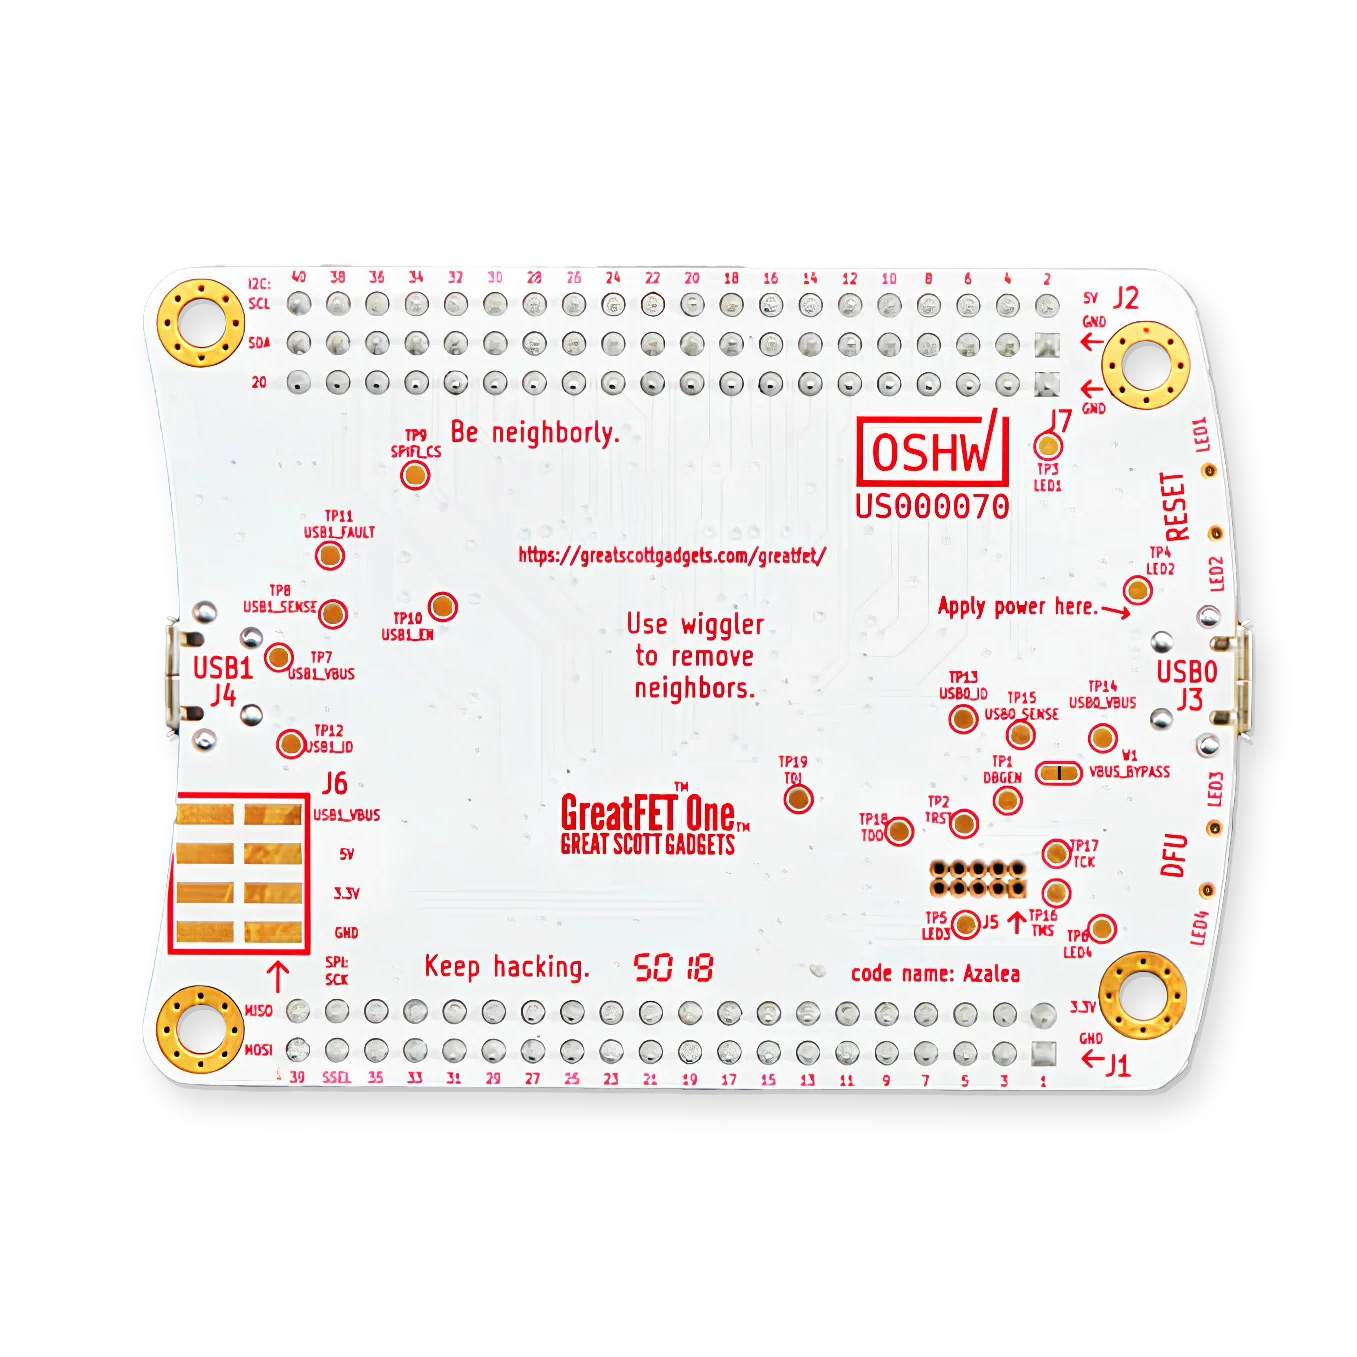 I2C:
SCL
SDA
20
40 38 36 34 32 30 28 26 24 22 20 18 16 14 12 10 8 6 4 2
5V
J2
GND
GND
J7
TP3
LED1
LED1
RESET
LED2
TP4
LED2
TP9
SPIFI_CS
Be neighborly.
OSHW
US000070
TP11
USB1_FAULT
https://greatscottgadgets.com/greatfet/
TP8
USB1_SENSE
TP10
USB1_EN
Apply power here.
Use wiggler
to remove
neighbors.
USB1
J4
TP7
USB1_VBUS
TP12
USB1_ID
USB0
J3
TP13
USB0_ID
TP15
USB0_SENSE
TP14
USB0_VBUS
W1
VBUS_BYPASS
TP19
TDI
TP1
DBGEN
TP2
TRST
TP18
TDO
TP17
TCK
TP16
TMS
J5
TP5
LED3
TP6
LED4
LED3
DFU
LED4
J6
USB1_VBUS
5V
3.3V
GND
GreatFET™ One™
GREAT SCOTT GADGETS
SPI:
SCK
Keep hacking.
5018
code name: Azalea
MISO
MOSI
3.3V
GND
J1
39 SSEL 35 33 31 29 27 25 23 21 19 17 15 13 11 9 7 5 3 1